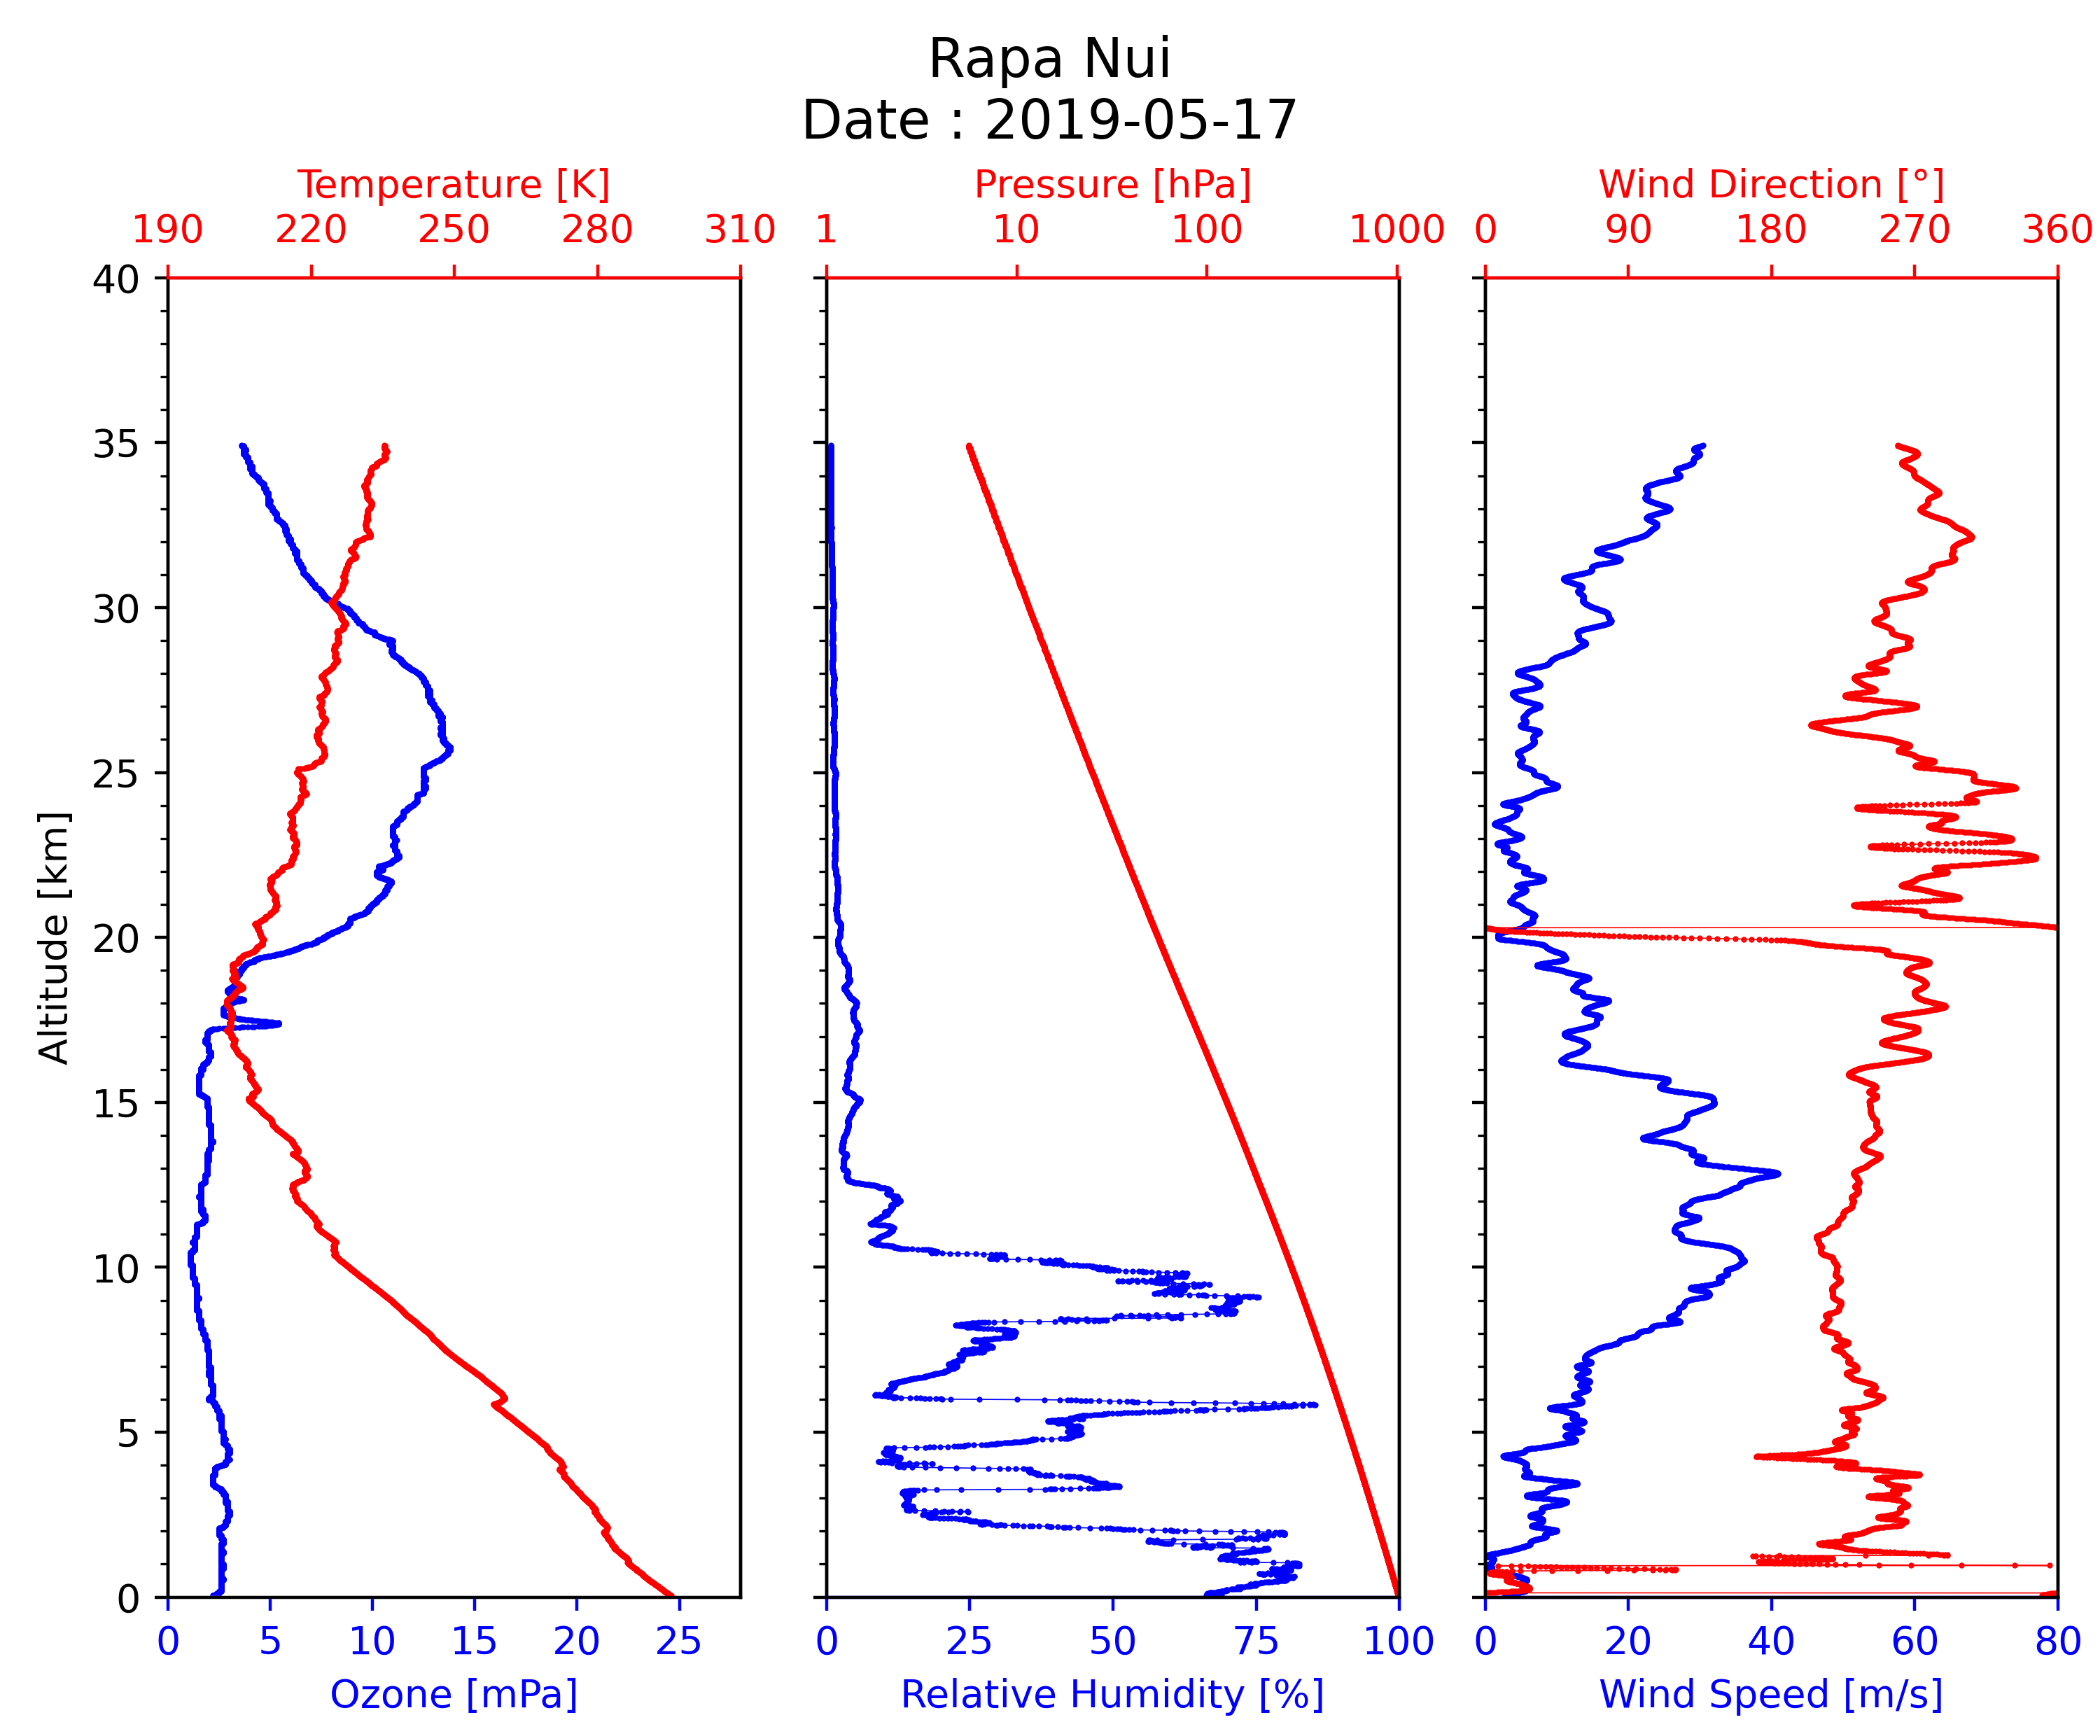 Rapa Nui
Date : 2019-05-17
Temperature [K] Pressure [hPa] Wind Direction [°]
190 220 250 280 310 1 10 100 1000 0 90 180 270 360
40
35
30
25
20
15
10
5
0
Altitude [km]
0 5 10 15 20 25 0 25 50 75 100 0 20 40 60 80
Ozone [mPa] Relative Humidity [%] Wind Speed [m/s]